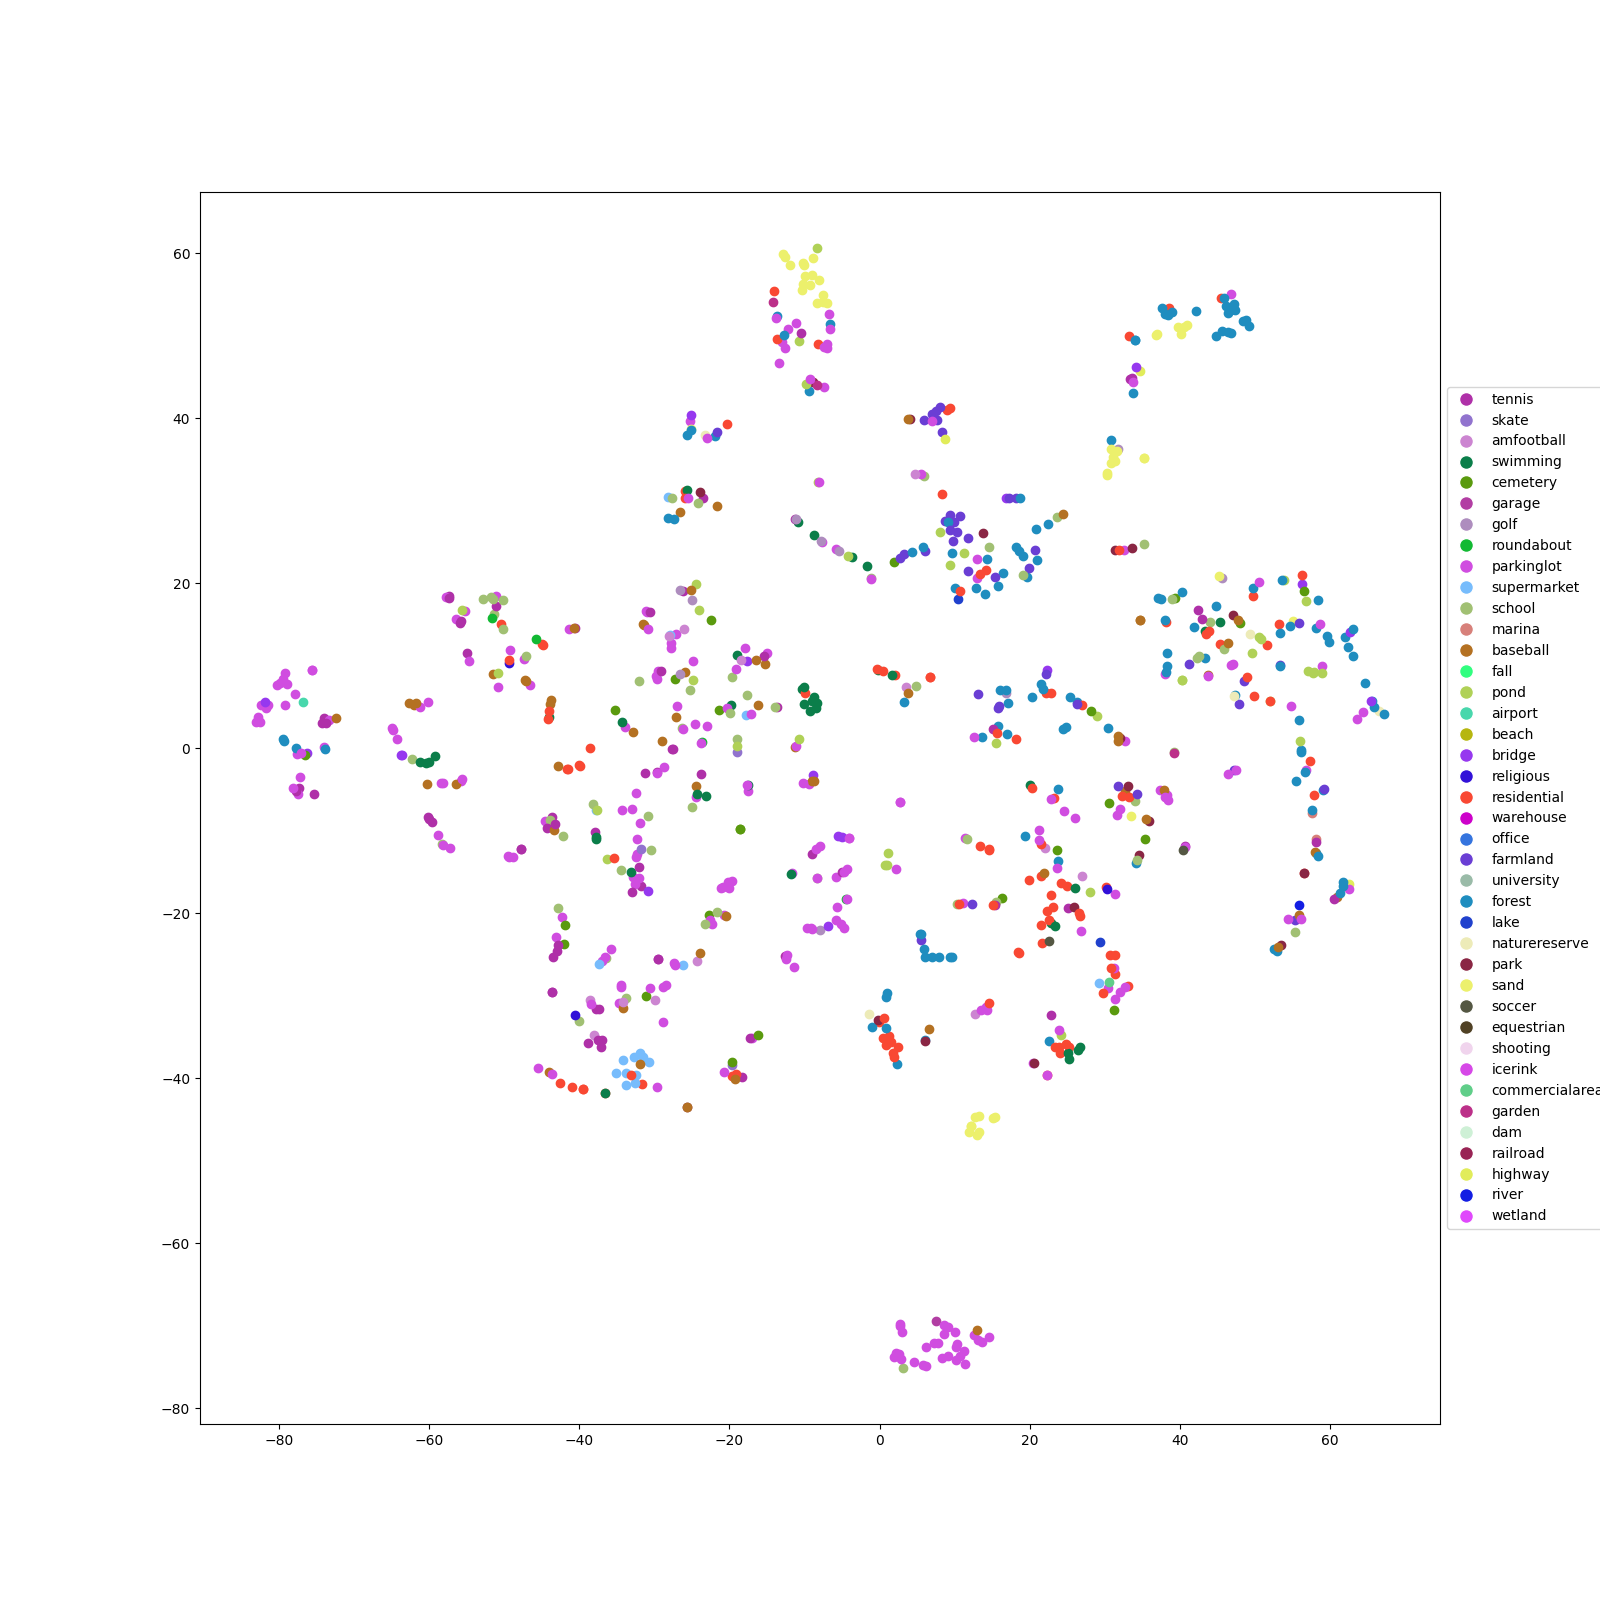 60
40
20
0
−20
−40
−60
−80
−80
−60
−40
−20
0
20
40
60
tennis
skate
amfootball
swimming
cemetery
garage
golf
roundabout
parkinglot
supermarket
school
marina
baseball
fall
pond
airport
beach
bridge
religious
residential
warehouse
office
farmland
university
forest
lake
naturereserve
park
sand
soccer
equestrian
shooting
icerink
commercialarea
garden
dam
railroad
highway
river
wetland